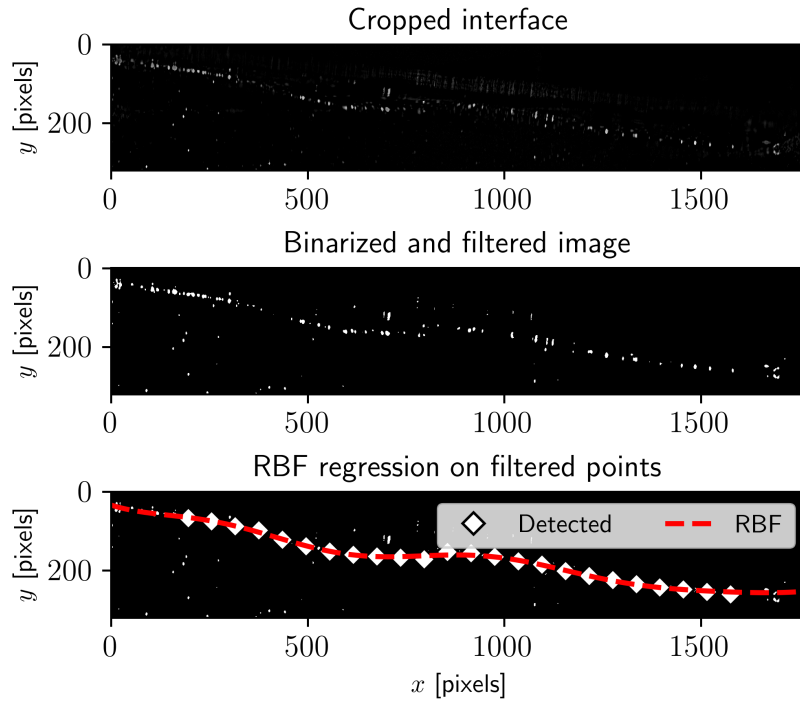 Cropped interface
0
200
y [pixels]
0 500 1000 1500
Binarized and filtered image
0
200
y [pixels]
0 500 1000 1500
RBF regression on filtered points
0
200
y [pixels]
Detected RBF
0 500 1000 1500
x [pixels]